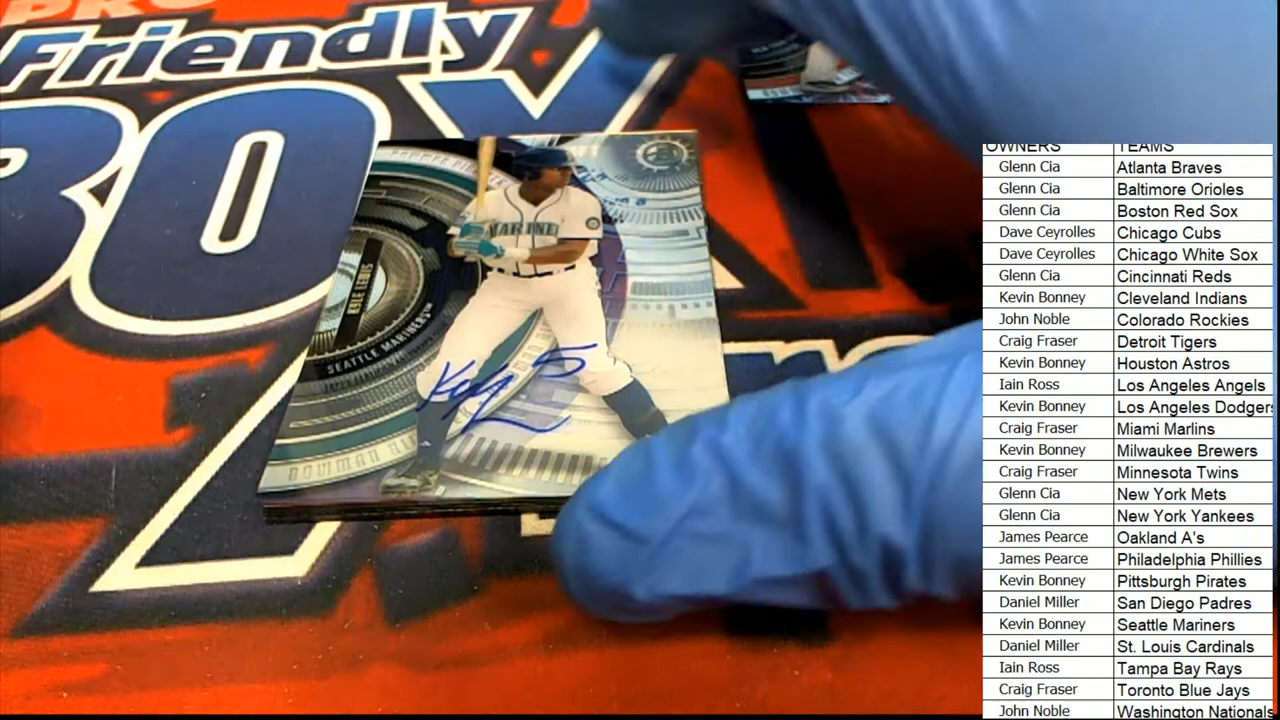 PRO
Friendly
BOX
MARINE
KYLE LEWIS
SEATTLE MARINERS
OWNERS TEAMS
Glenn Cia Atlanta Braves
Glenn Cia Baltimore Orioles
Glenn Cia Boston Red Sox
Dave Ceyrolles Chicago Cubs
Dave Ceyrolles Chicago White Sox
Glenn Cia Cincinnati Reds
Kevin Bonney Cleveland Indians
John Noble Colorado Rockies
Craig Fraser Detroit Tigers
Kevin Bonney Houston Astros
Iain Ross Los Angeles Angels
Kevin Bonney Los Angeles Dodgers
Craig Fraser Miami Marlins
Kevin Bonney Milwaukee Brewers
Craig Fraser Minnesota Twins
Glenn Cia New York Mets
Glenn Cia New York Yankees
James Pearce Oakland A's
James Pearce Philadelphia Phillies
Kevin Bonney Pittsburgh Pirates
Daniel Miller San Diego Padres
Kevin Bonney Seattle Mariners
Daniel Miller St. Louis Cardinals
Iain Ross Tampa Bay Rays
Craig Fraser Toronto Blue Jays
John Noble Washington Nationals